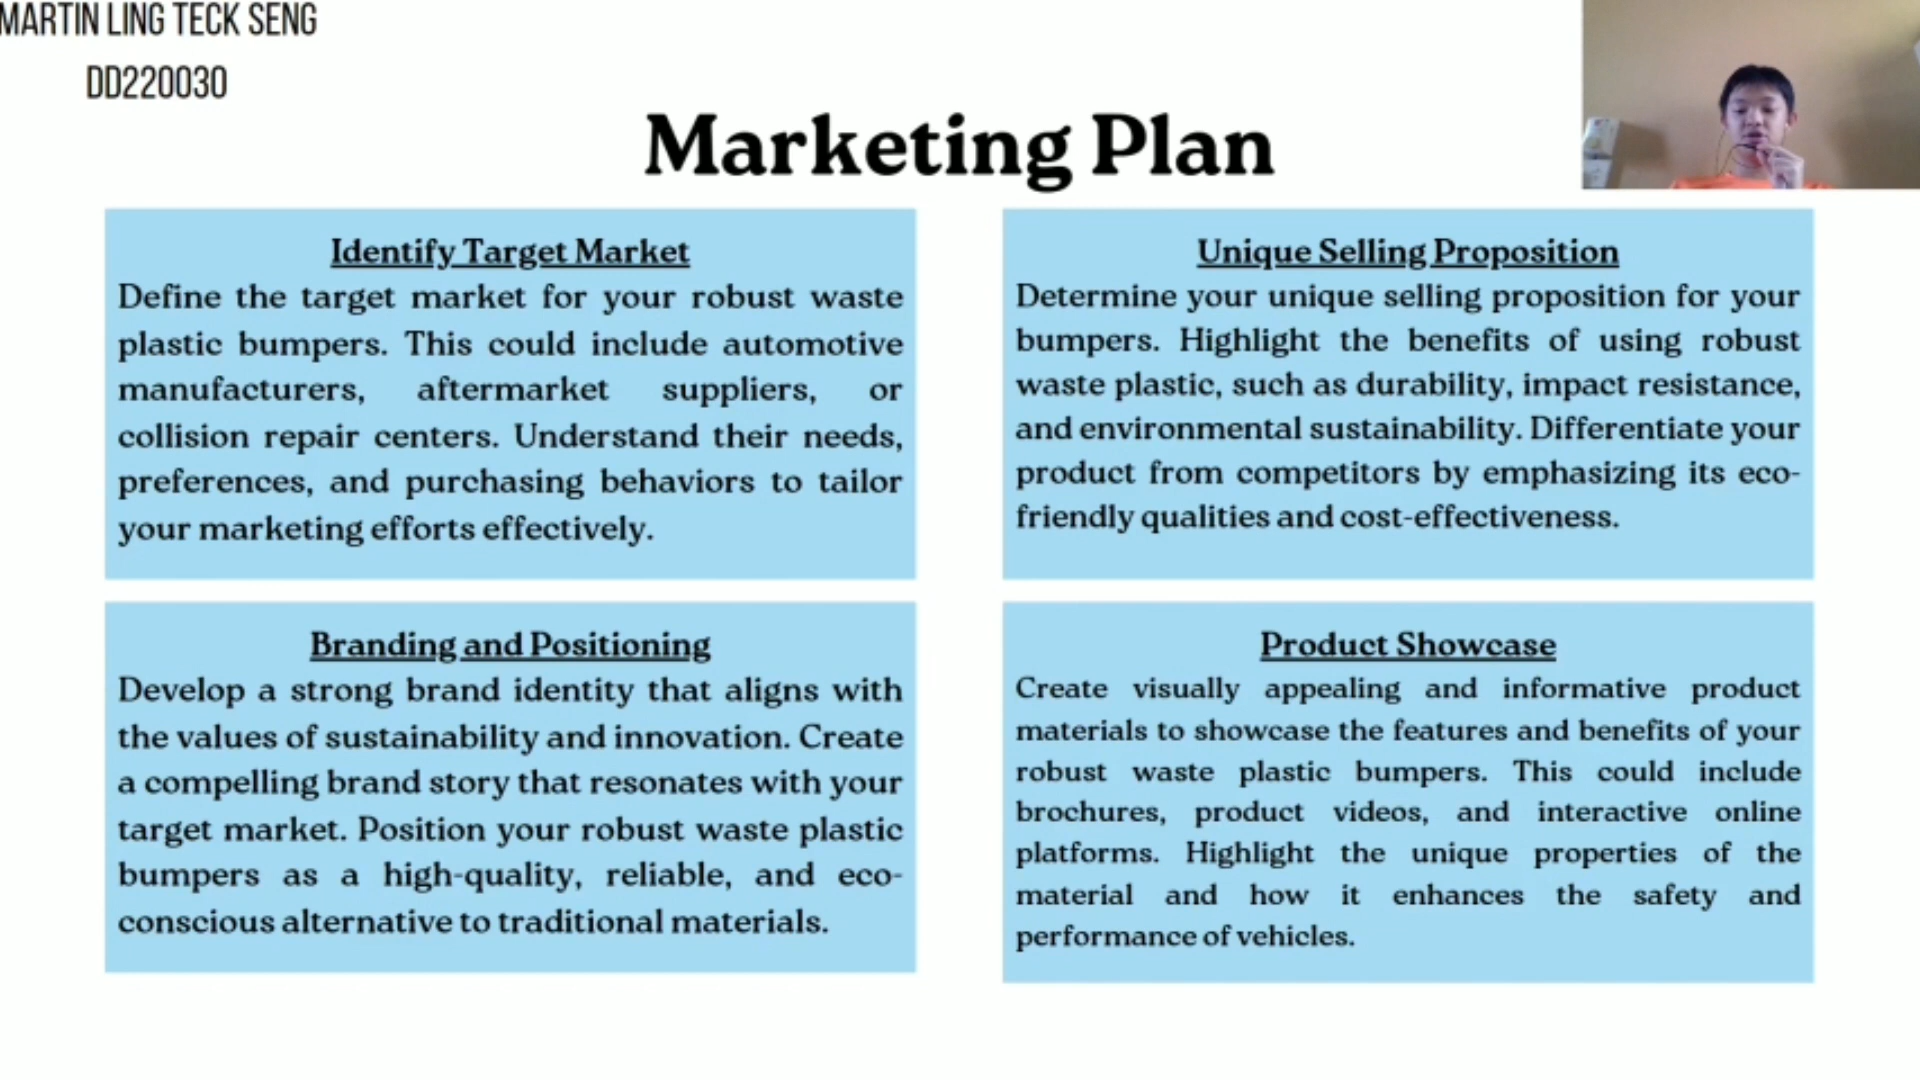 MARTIN LING TECK SENG
DD220030
Marketing Plan
Identify Target Market
Define the target market for your robust waste
plastic bumpers. This could include automotive
manufacturers, aftermarket suppliers, or
collision repair centers. Understand their needs,
preferences, and purchasing behaviors to tailor
your marketing efforts effectively.
Unique Selling Proposition
Determine your unique selling proposition for your
bumpers. Highlight the benefits of using robust
waste plastic, such as durability, impact resistance,
and environmental sustainability. Differentiate your
product from competitors by emphasizing its eco-
friendly qualities and cost-effectiveness.
Branding and Positioning
Develop a strong brand identity that aligns with
the values of sustainability and innovation. Create
a compelling brand story that resonates with your
target market. Position your robust waste plastic
bumpers as a high-quality, reliable, and eco-
conscious alternative to traditional materials.
Product Showcase
Create visually appealing and informative product
materials to showcase the features and benefits of your
robust waste plastic bumpers. This could include
brochures, product videos, and interactive online
platforms. Highlight the unique properties of the
material and how it enhances the safety and
performance of vehicles.